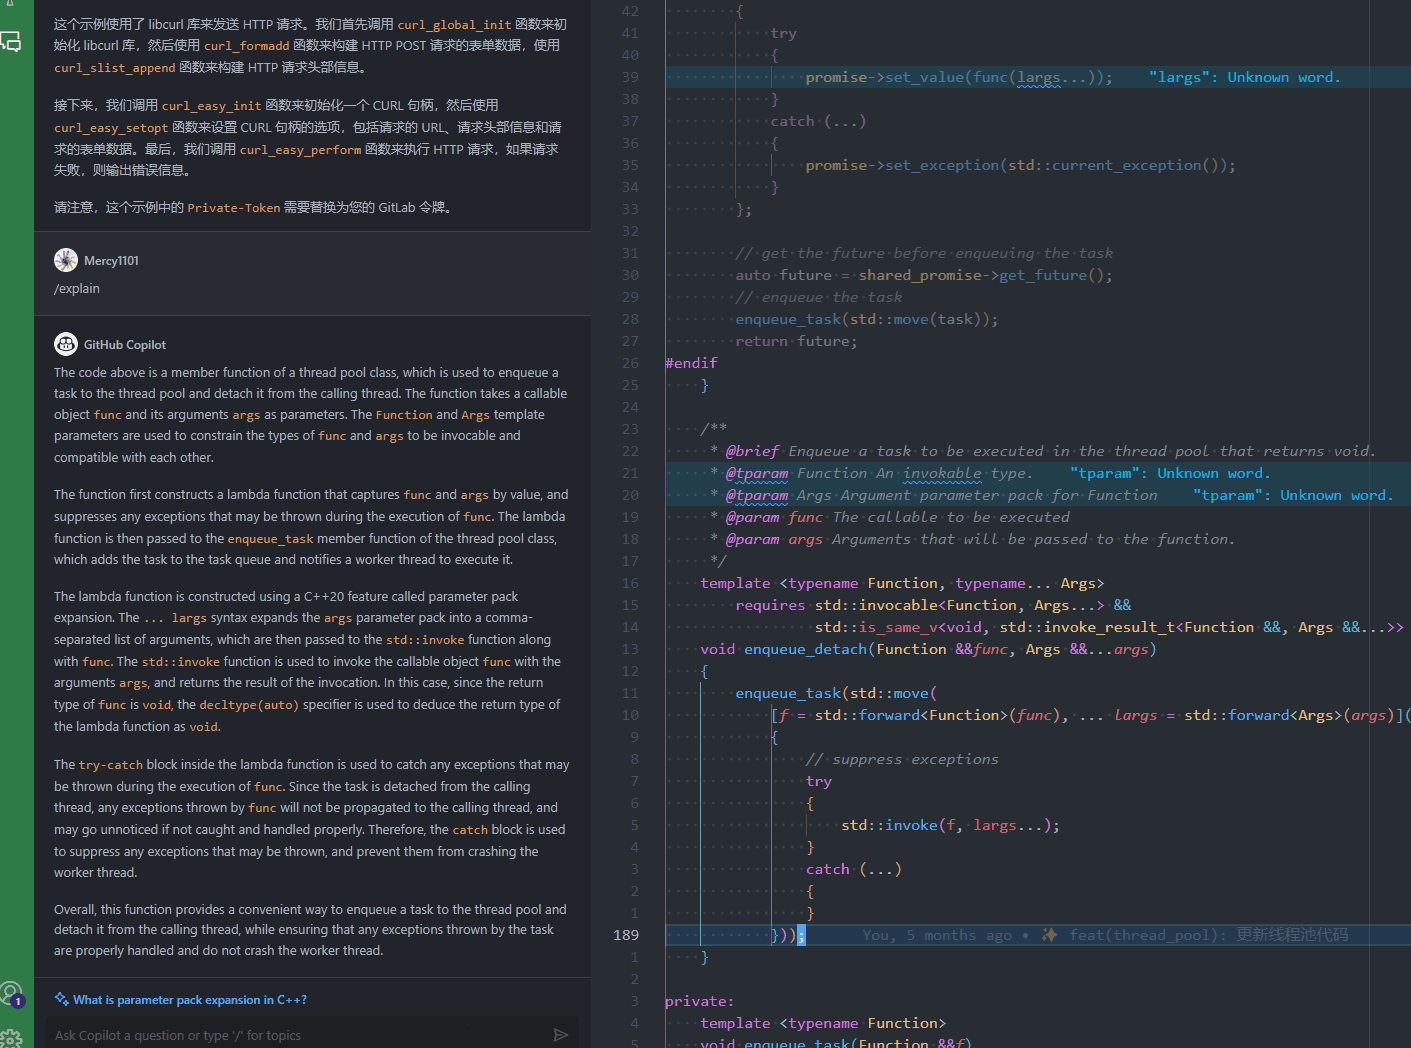 这个示例使用了 libcurl 库来发送 HTTP 请求。我们首先调用 curl_global_init 函数来初
始化 libcurl 库，然后使用 curl_formadd 函数来构建 HTTP POST 请求的表单数据，使用
curl_slist_append 函数来构建 HTTP 请求头部信息。
接下来，我们调用 curl_easy_init 函数来初始化一个 CURL 句柄，然后使用
curl_easy_setopt 函数来设置 CURL 句柄的选项，包括请求的 URL、请求头部信息和请
求的表单数据。最后，我们调用 curl_easy_perform 函数来执行 HTTP 请求，如果请求
失败，则输出错误信息。
请注意，这个示例中的 Private-Token 需要替换为您的 GitLab 令牌。
Mercy1101
/explain
GitHub Copilot
The code above is a member function of a thread pool class, which is used to enqueue a
task to the thread pool and detach it from the calling thread. The function takes a callable
object func and its arguments args as parameters. The Function and Args template
parameters are used to constrain the types of func and args to be invocable and
compatible with each other.
The function first constructs a lambda function that captures func and args by value, and
suppresses any exceptions that may be thrown during the execution of func. The lambda
function is then passed to the enqueue_task member function of the thread pool class,
which adds the task to the task queue and notifies a worker thread to execute it.
The lambda function is constructed using a C++20 feature called parameter pack
expansion. The ... largs syntax expands the args parameter pack into a comma-
separated list of arguments, which are then passed to the std::invoke function along
with func. The std::invoke function is used to invoke the callable object func with the
arguments args, and returns the result of the invocation. In this case, since the return
type of func is void, the decltype(auto) specifier is used to deduce the return type of
the lambda function as void.
The try-catch block inside the lambda function is used to catch any exceptions that may
be thrown during the execution of func. Since the task is detached from the calling
thread, any exceptions thrown by func will not be propagated to the calling thread, and
may go unnoticed if not caught and handled properly. Therefore, the catch block is used
to suppress any exceptions that may be thrown, and prevent them from crashing the
worker thread.
Overall, this function provides a convenient way to enqueue a task to the thread pool and
detach it from the calling thread, while ensuring that any exceptions thrown by the task
are properly handled and do not crash the worker thread.
What is parameter pack expansion in C++?
Ask Copilot a question or type '/' for topics
1
42 {
41 try
40 {
39 promise->set_value(func(largs...)); "largs": Unknown word.
38 }
37 catch (...)
36 {
35 promise->set_exception(std::current_exception());
34 }
33 };
32
31 // get the future before enqueuing the task
30 auto future = shared_promise->get_future();
29 // enqueue the task
28 enqueue_task(std::move(task));
27 return future;
26 #endif
25 }
24
23 /**
22 * @brief Enqueue a task to be executed in the thread pool that returns void.
21 * @tparam Function An invokable type. "tparam": Unknown word.
20 * @tparam Args Argument parameter pack for Function "tparam": Unknown word.
19 * @param func The callable to be executed
18 * @param args Arguments that will be passed to the function.
17 */
16 template <typename Function, typename... Args>
15 requires std::invocable<Function, Args...> &&
14 std::is_same_v<void, std::invoke_result_t<Function &&, Args &&...>>
13 void enqueue_detach(Function &&func, Args &&...args)
12 {
11 enqueue_task(std::move(
10 [f = std::forward<Function>(func), ... largs = std::forward<Args>(args)](
9 {
8 // suppress exceptions
7 try
6 {
5 std::invoke(f, largs...);
4 }
3 catch (...)
2 {
1 }
189 })); You, 5 months ago • ✨ feat(thread_pool): 更新线程池代码
1 }
2
3 private:
4 template <typename Function>
5 void enqueue_task(Function &&f)